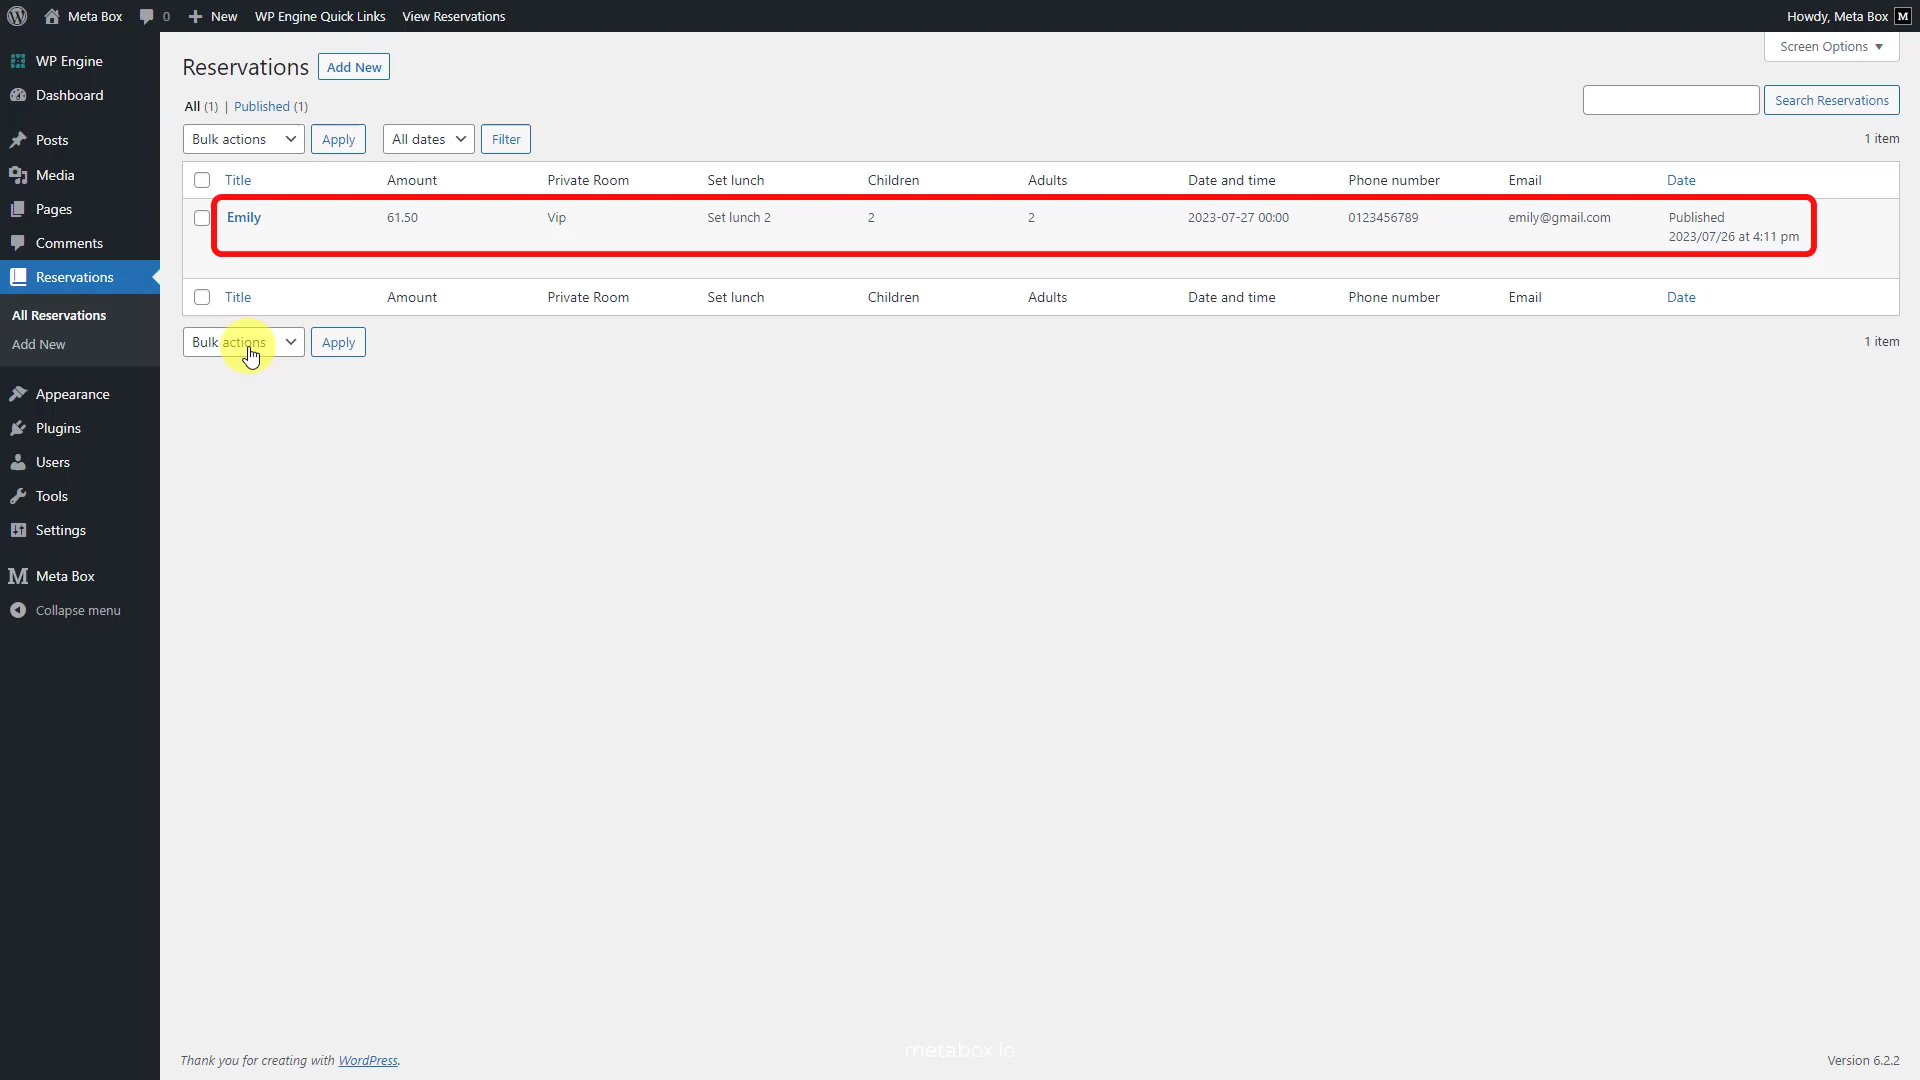 Meta Box 0 New WP Engine Quick Links View Reservations Howdy, Meta Box M
Screen Options
WP Engine
Dashboard
Posts
Media
Pages
Comments
Reservations
All Reservations
Add New
Appearance
Plugins
Users
Tools
Settings
Meta Box
Collapse menu
Reservations Add New
All (1) | Published (1)
Search Reservations
Bulk actions Apply All dates Filter 1 item
Title Amount Private Room Set lunch Children Adults Date and time Phone number Email Date
Emily 61.50 Vip Set lunch 2 2 2 2023-07-27 00:00 0123456789 emily@gmail.com Published
2023/07/26 at 4:11 pm
Title Amount Private Room Set lunch Children Adults Date and time Phone number Email Date
Bulk actions Apply 1 item
Thank you for creating with WordPress. metabox.io Version 6.2.2